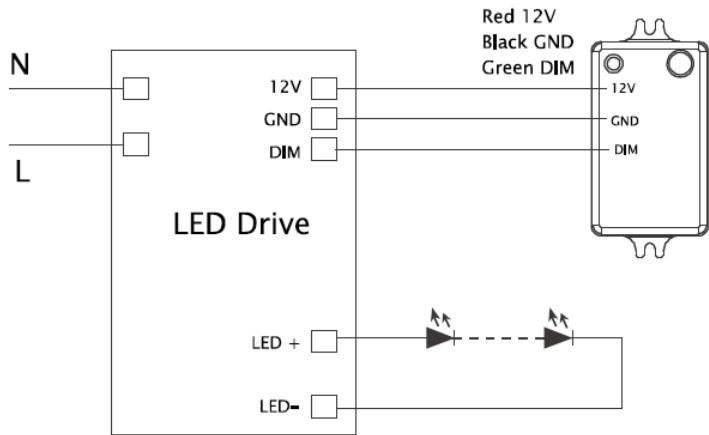 Red 12V
Black GND
Green DIM
N
L
12V
GND
DIM
LED Drive
LED +
LED-
12V
GND
DIM